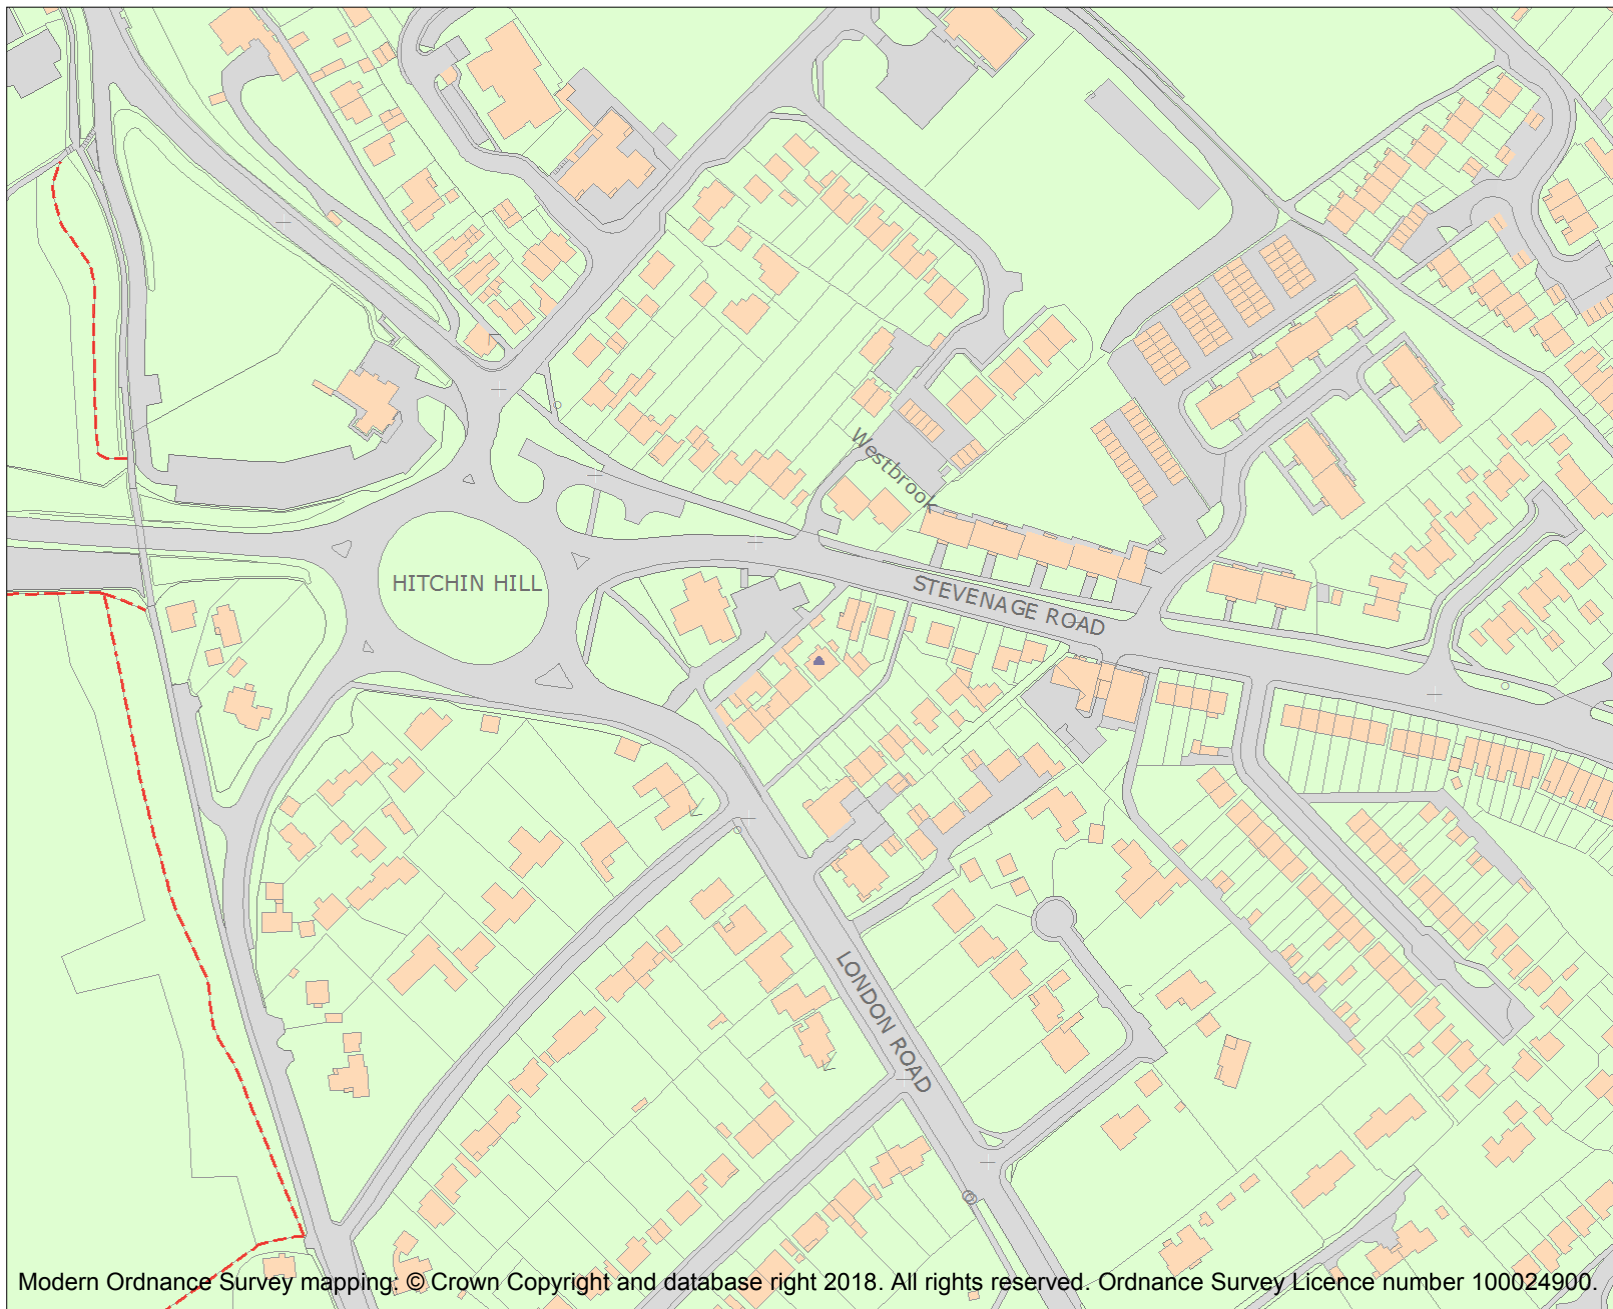 Westbrook
HITCHIN HILL
STEVENAGE ROAD
LONDON ROAD
Modern Ordnance Survey mapping: © Crown Copyright and database right 2018. All rights reserved. Ordnance Survey Licence number 100024900.